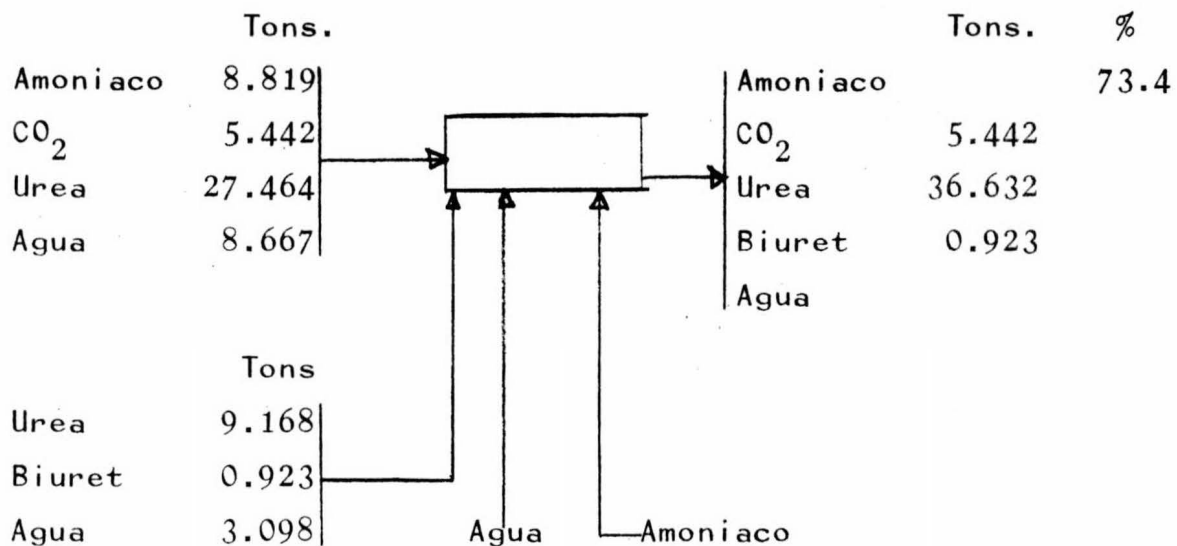 Tons. Tons. %
Amoniaco 8.819 Amoniaco 73.4
CO2 5.442 CO2 5.442
Urea 27.464 Urea 36.632
Agua 8.667 Biuret 0.923
Agua
Tons
Urea 9.168
Biuret 0.923
Agua 3.098 Agua Amoniaco